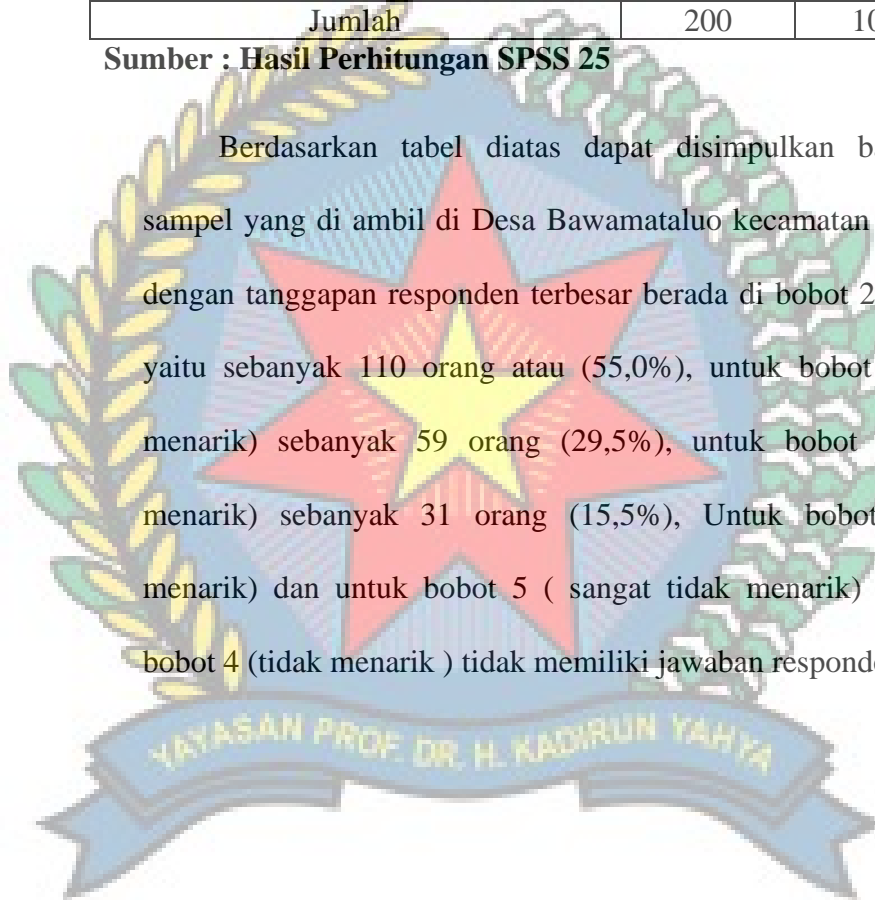 Jumlah 200 10
Sumber : Hasil Perhitungan SPSS 25
Berdasarkan tabel diatas dapat disimpulkan ba
sampel yang di ambil di Desa Bawamataluo kecamatan
dengan tanggapan responden terbesar berada di bobot 2
yaitu sebanyak 110 orang atau (55,0%), untuk bobot
menarik) sebanyak 59 orang (29,5%), untuk bobot
menarik) sebanyak 31 orang (15,5%), Untuk bobot
menarik) dan untuk bobot 5 ( sangat tidak menarik)
bobot 4 (tidak menarik ) tidak memiliki jawaban responde
YAYASAN PROF. DR. H. KADIRUN YAHYA